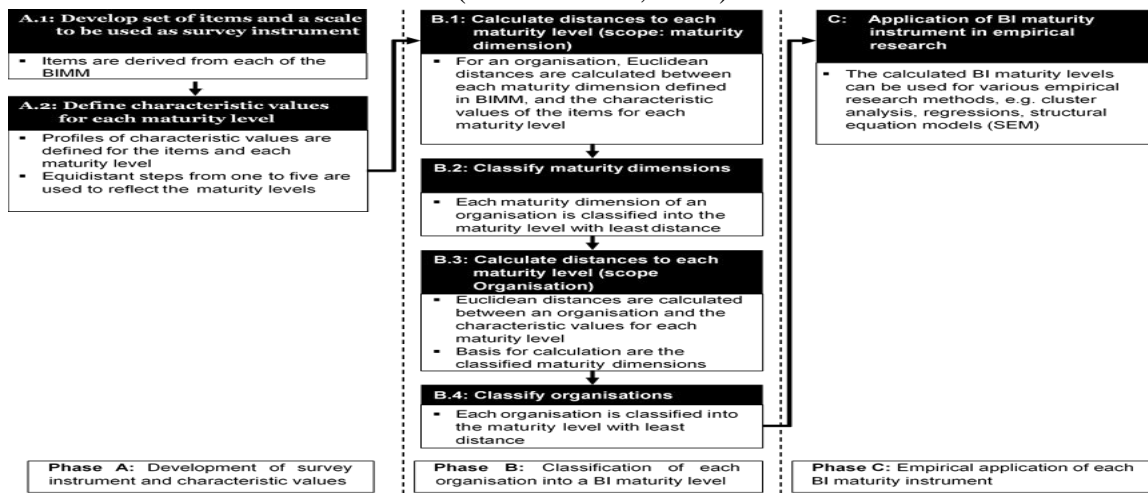 A.1: Develop set of items and a scale
to be used as survey instrument
▪ Items are derived from each of the
BIMM
A.2: Define characteristic values
for each maturity level
▪ Profiles of characteristic values are
defined for the items and each
maturity level
▪ Equidistant steps from one to five are
used to reflect the maturity levels
B.1: Calculate distances to each
maturity level (scope: maturity
dimension)
▪ For an organisation, Euclidean
distances are calculated between
each maturity dimension defined
in BIMM, and the characteristic
values of the items for each
maturity level
B.2: Classify maturity dimensions
▪ Each maturity dimension of an
organisation is classified into the
maturity level with least distance
B.3: Calculate distances to each
maturity level (scope
Organisation)
▪ Euclidean distances are calculated
between an organisation and the
characteristic values for each
maturity level
▪ Basis for calculation are the
classified maturity dimensions
B.4: Classify organisations
▪ Each organisation is classified into
the maturity level with least
distance
C: Application of BI maturity
instrument in empirical
research
▪ The calculated BI maturity levels
can be used for various empirical
research methods, e.g. cluster
analysis, regressions, structural
equation models (SEM)
Phase A: Development of survey
instrument and characteristic values
Phase B: Classification of each
organisation into a BI maturity level
Phase C: Empirical application of each
BI maturity instrument